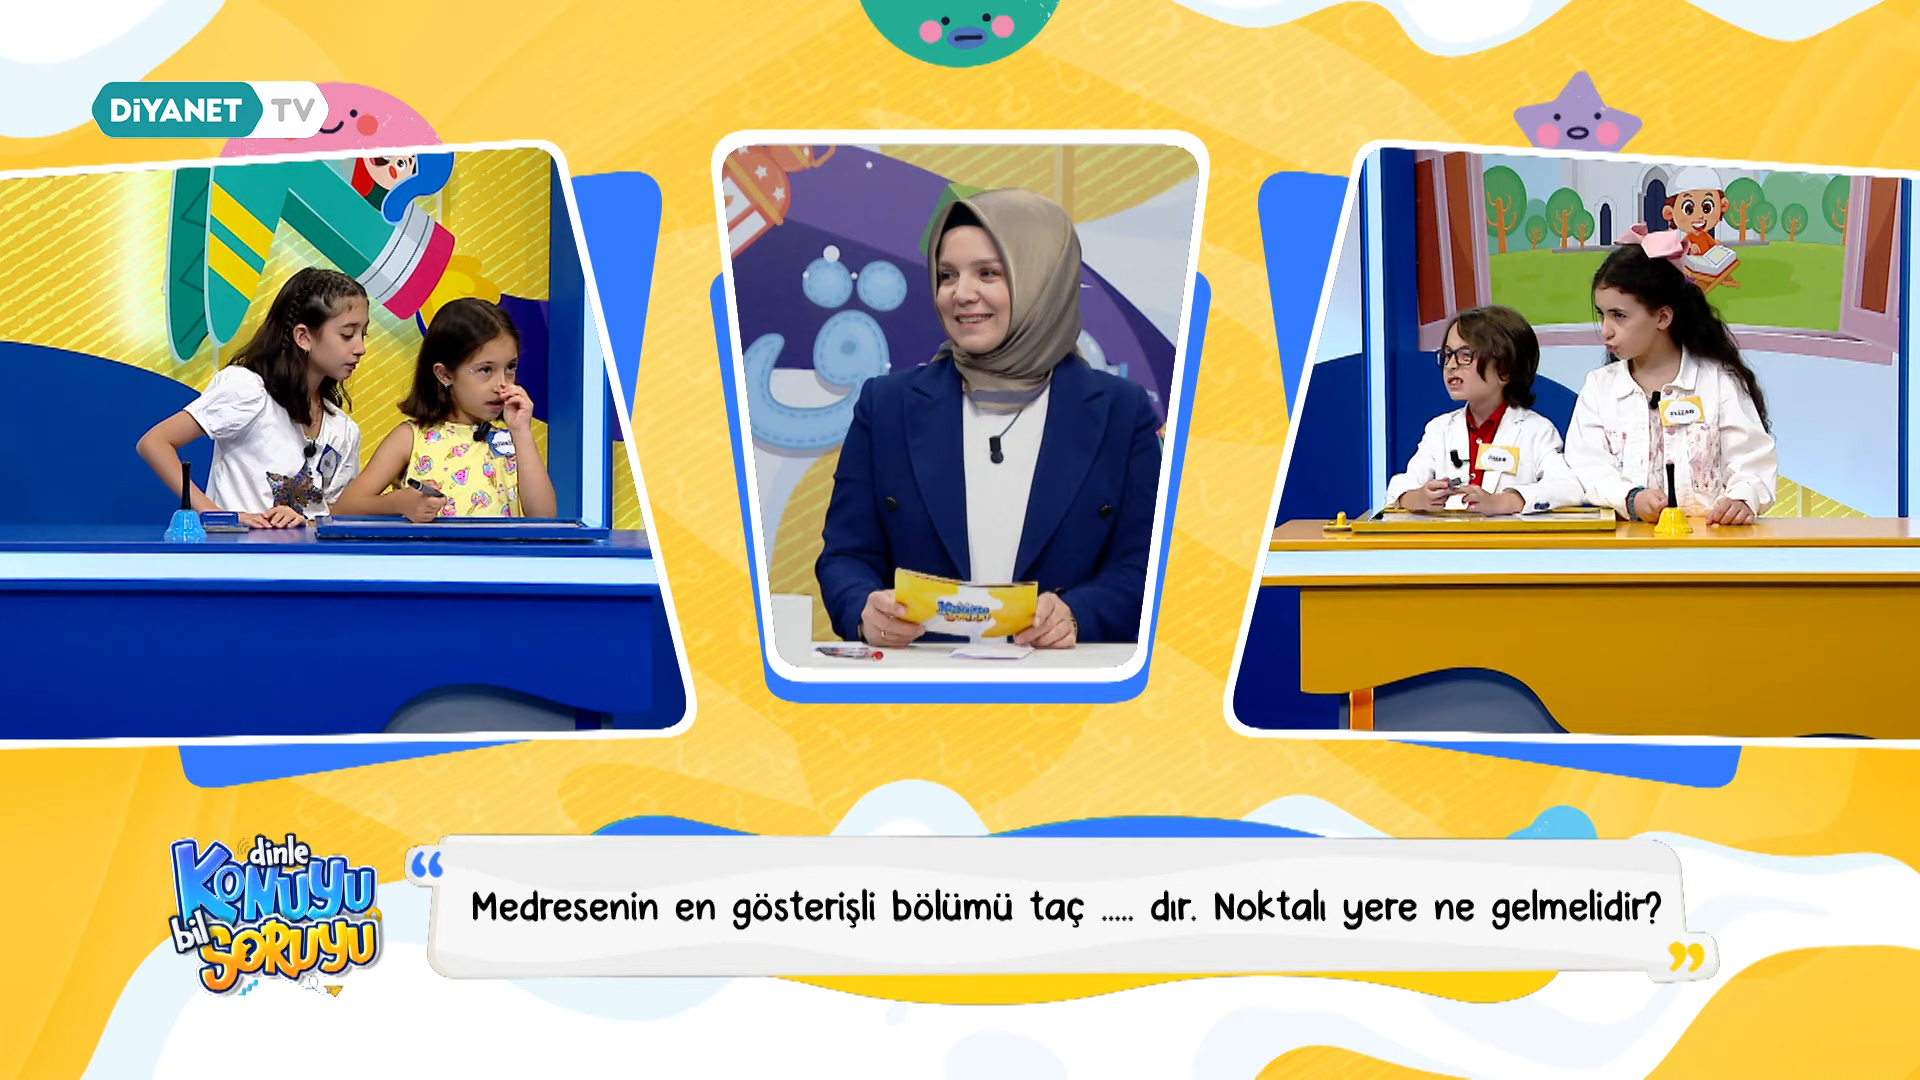 DİYANET TV
dinle
KONUYU
bil
SORUYU
“Medresenin en gösterişli bölümü taç ..... dır. Noktalı yere ne gelmelidir?”